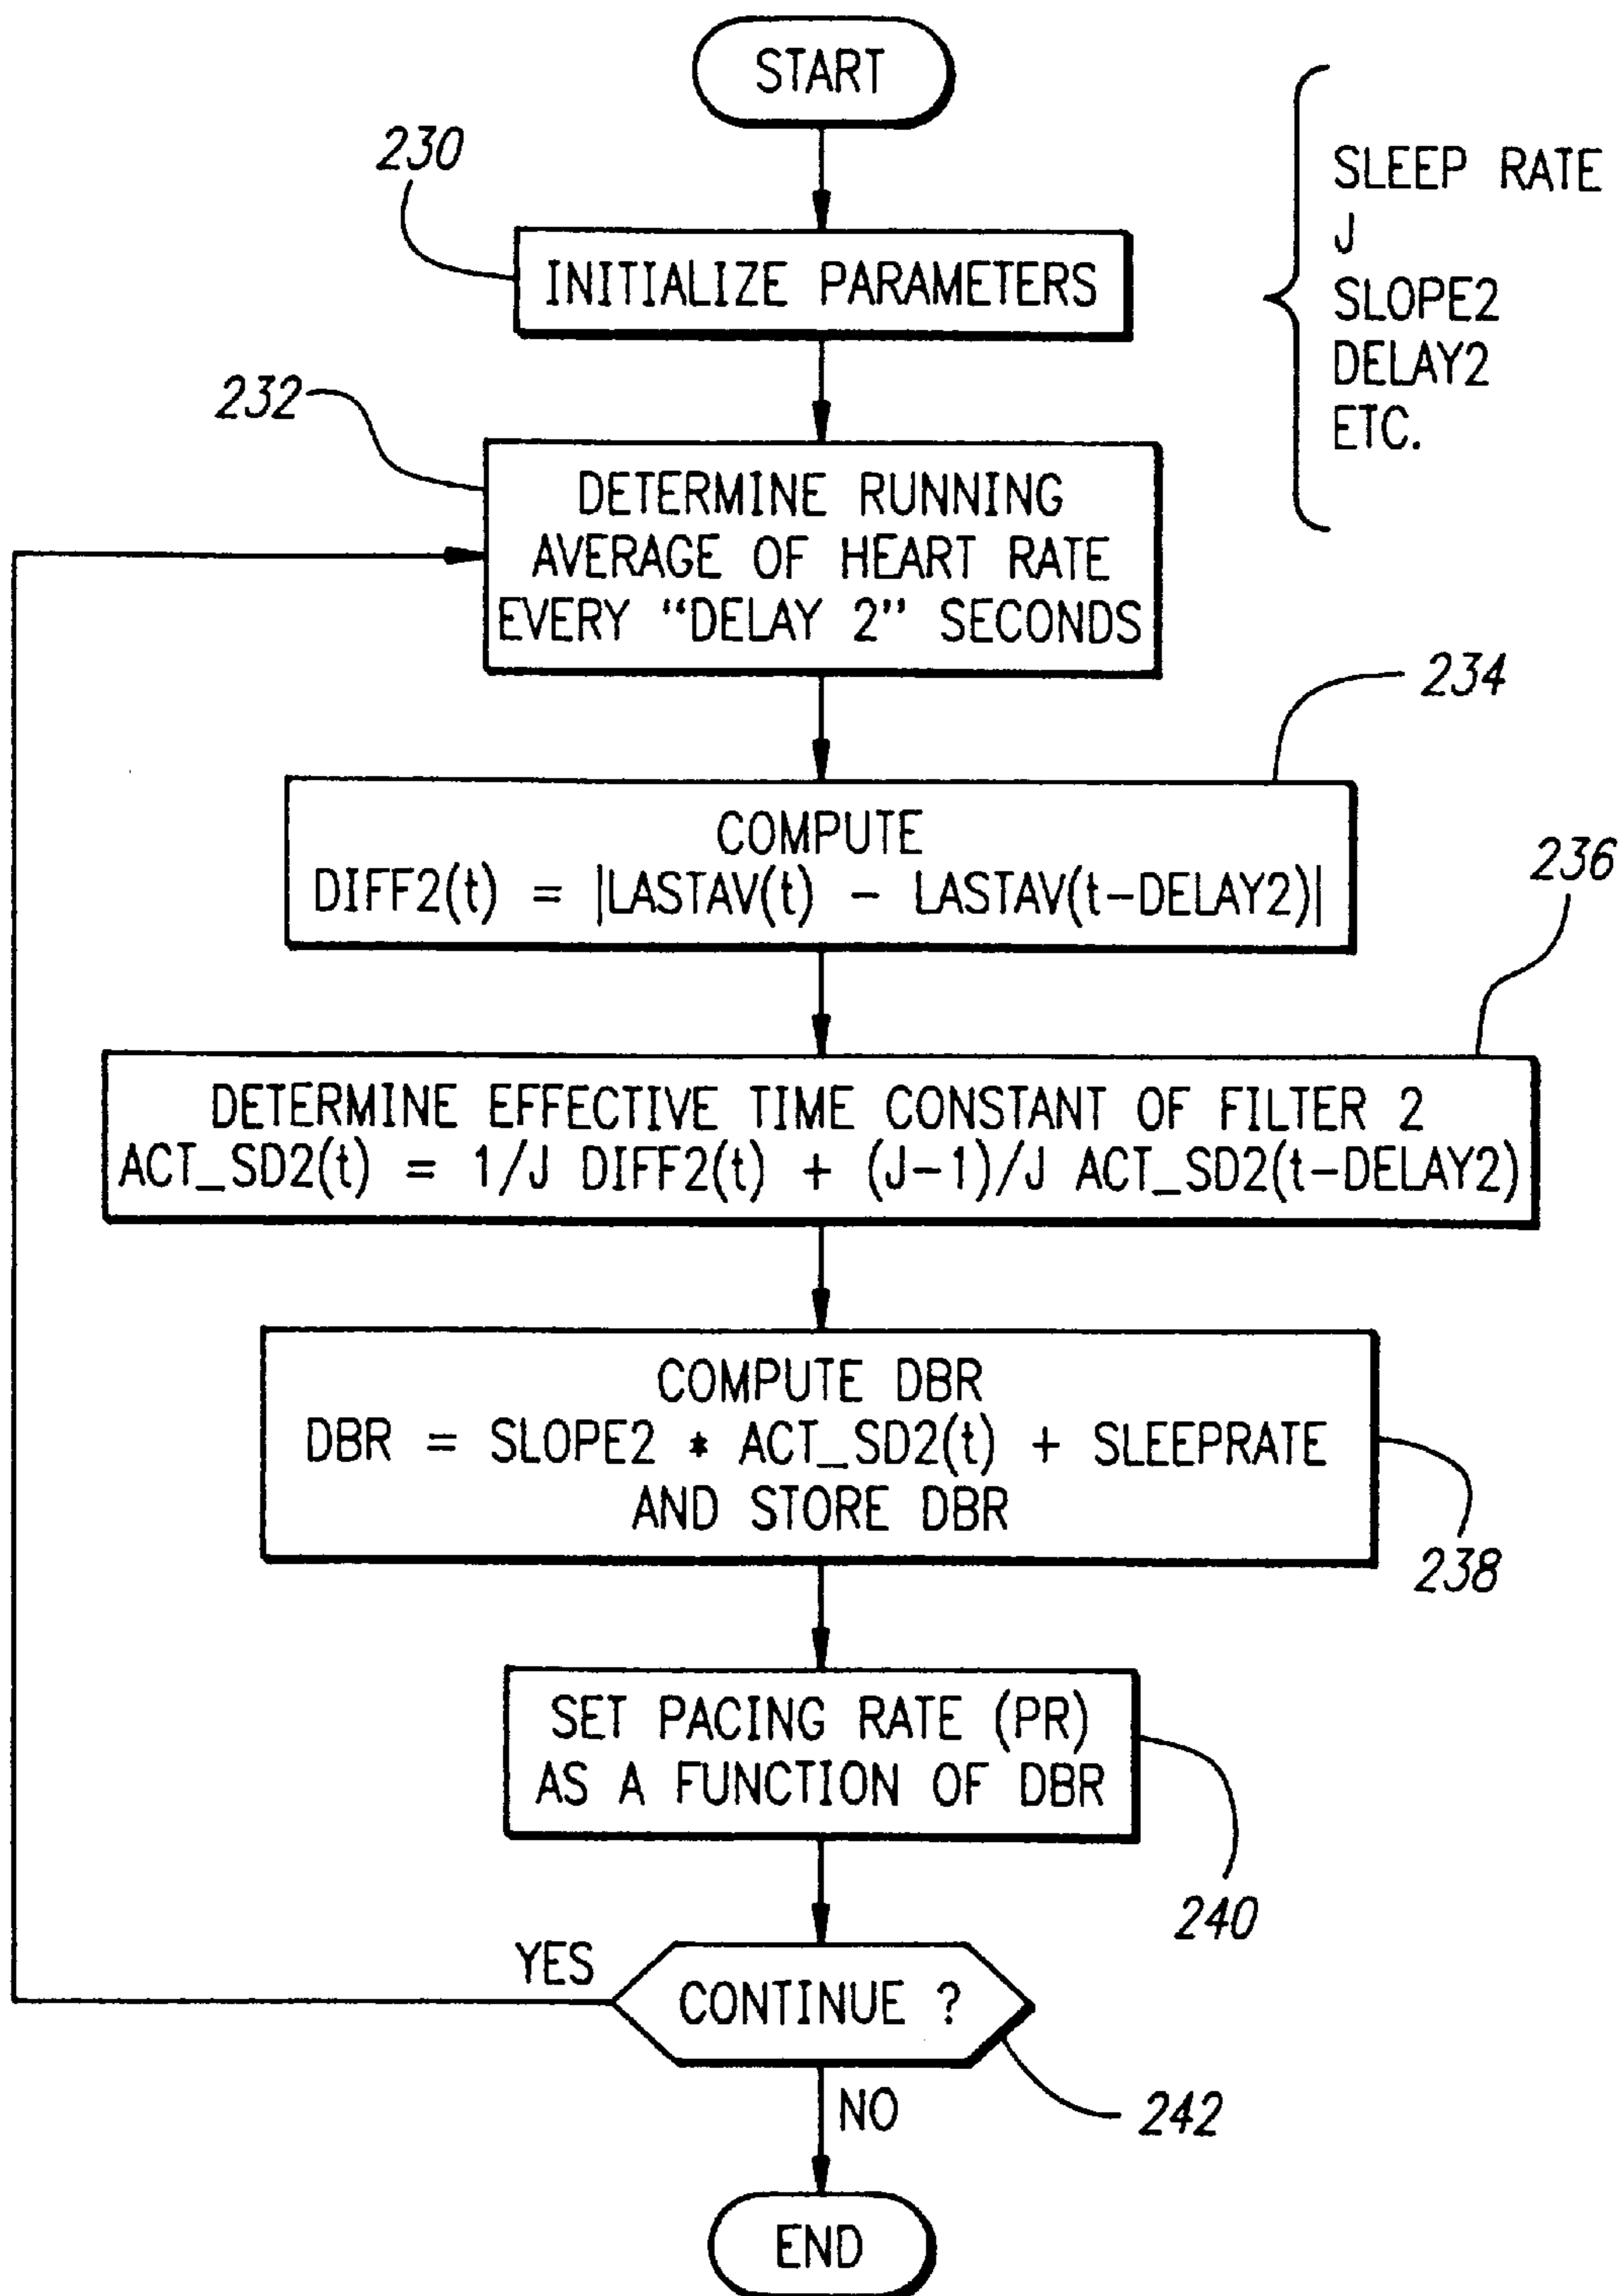 START
230
INITIALIZE PARAMETERS
SLEEP RATE
J
SLOPE2
DELAY2
ETC.
232
DETERMINE RUNNING
AVERAGE OF HEART RATE
EVERY “DELAY 2” SECONDS
234
COMPUTE
DIFF2(t) = |LASTAV(t) – LASTAV(t–DELAY2)|
236
DETERMINE EFFECTIVE TIME CONSTANT OF FILTER 2
ACT_SD2(t) = 1/J DIFF2(t) + (J–1)/J ACT_SD2(t–DELAY2)
COMPUTE DBR
DBR = SLOPE2 * ACT_SD2(t) + SLEEPRATE
AND STORE DBR
238
SET PACING RATE (PR)
AS A FUNCTION OF DBR
240
YES
CONTINUE ?
242
NO
END